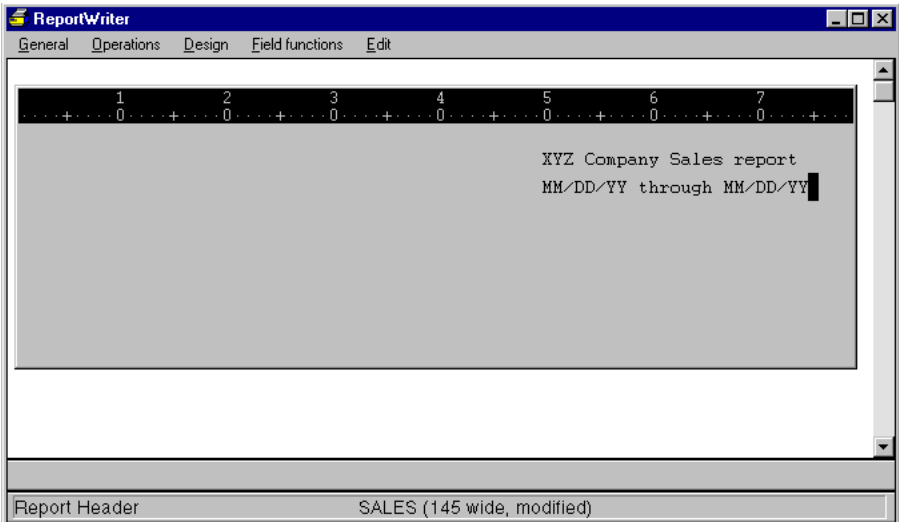 ReportWriter
General Operations Design Field functions Edit
1 2 3 4 5 6 7
....+....0....+....0....+....0....+....0....+....0....+....0....+....0....+...
XYZ Company Sales report
MM/DD/YY through MM/DD/YY
Report Header SALES (145 wide, modified)